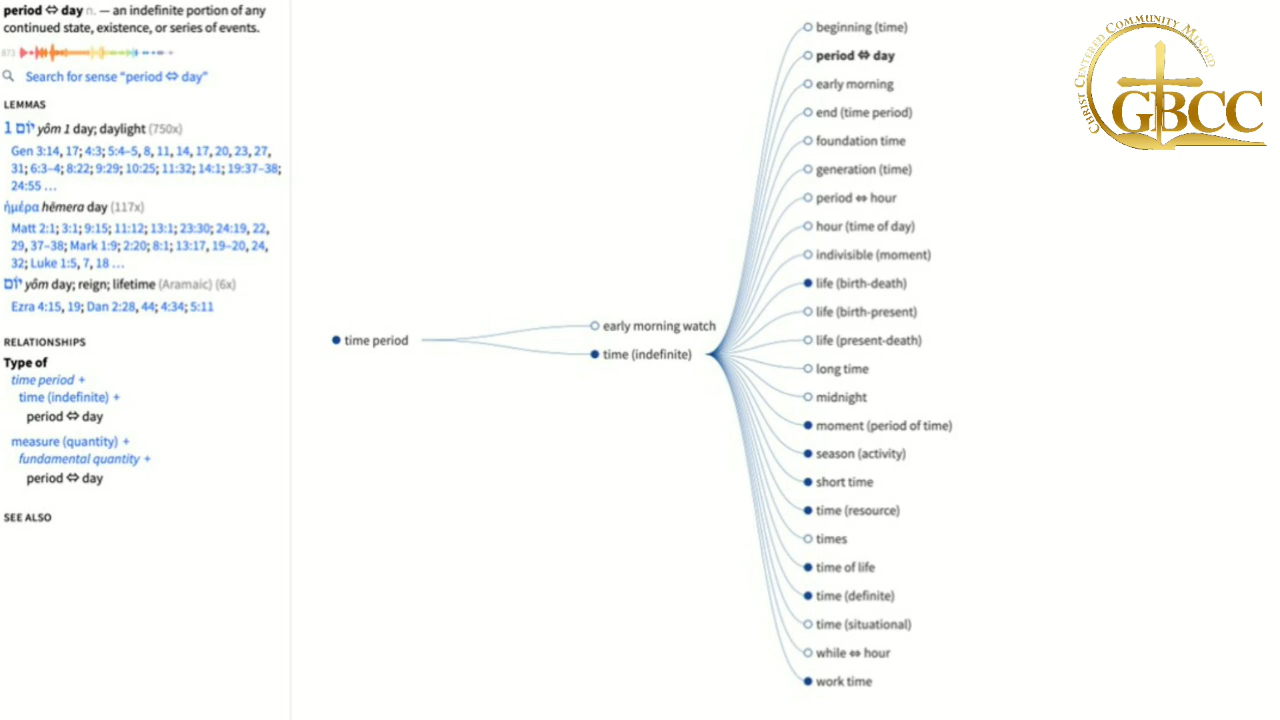 period ⇔ day n. — an indefinite portion of any
continued state, existence, or series of events.
873
Search for sense “period ⇔ day”
LEMMAS
1 יוֹם yôm 1 day; daylight (750x)
Gen 3:14, 17; 4:3; 5:4–5, 8, 11, 14, 17, 20, 23, 27,
31; 6:3–4; 8:22; 9:29; 10:25; 11:32; 14:1; 19:37–38;
24:55 …
ἡμέρα hēmera day (117x)
Matt 2:1; 3:1; 9:15; 11:12; 13:1; 23:30; 24:19, 22,
29, 37–38; Mark 1:9; 2:20; 8:1; 13:17, 19–20, 24,
32; Luke 1:5, 7, 18 …
יוֹם yôm day; reign; lifetime (Aramaic) (6x)
Ezra 4:15, 19; Dan 2:28, 44; 4:34; 5:11
RELATIONSHIPS
Type of
time period +
time (indefinite) +
period ⇔ day
measure (quantity) +
fundamental quantity +
period ⇔ day
SEE ALSO
time period
early morning watch
time (indefinite)
beginning (time)
period ⇔ day
early morning
end (time period)
foundation time
generation (time)
period ⇔ hour
hour (time of day)
indivisible (moment)
life (birth-death)
life (birth-present)
life (present-death)
long time
midnight
moment (period of time)
season (activity)
short time
time (resource)
times
time of life
time (definite)
time (situational)
while ⇔ hour
work time
CHRIST CENTERED COMMUNITY MINDED
GBCC